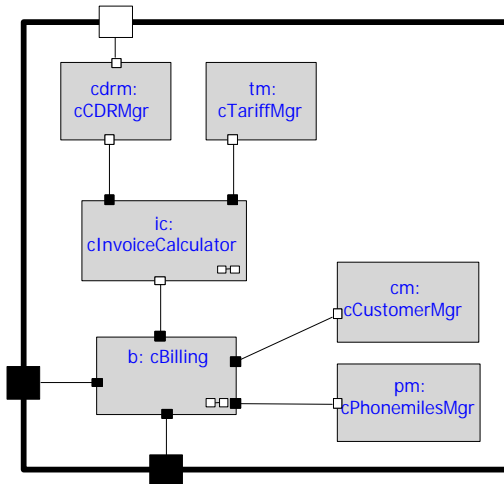 cdrm:
cCDRMgr
tm:
cTariffMgr
ic:
cInvoiceCalculator
cm:
cCustomerMgr
b: cBilling
pm:
cPhonemilesMgr